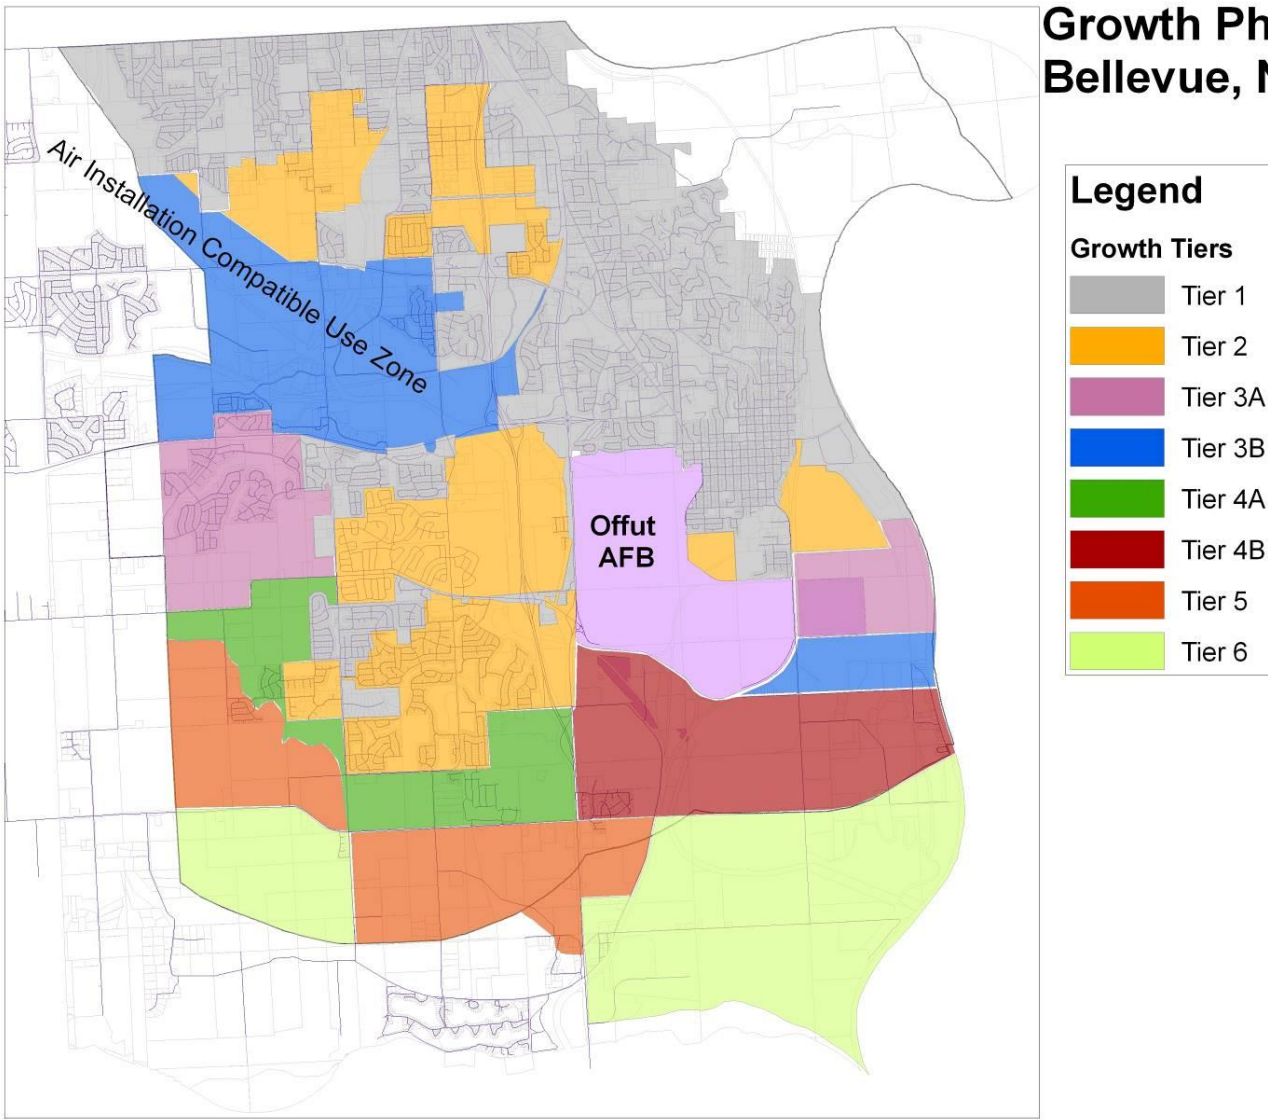 Growth Ph
Bellevue, N
Air Installation Compatible Use Zone
Offut
AFB
Legend
Growth Tiers
Tier 1
Tier 2
Tier 3A
Tier 3B
Tier 4A
Tier 4B
Tier 5
Tier 6